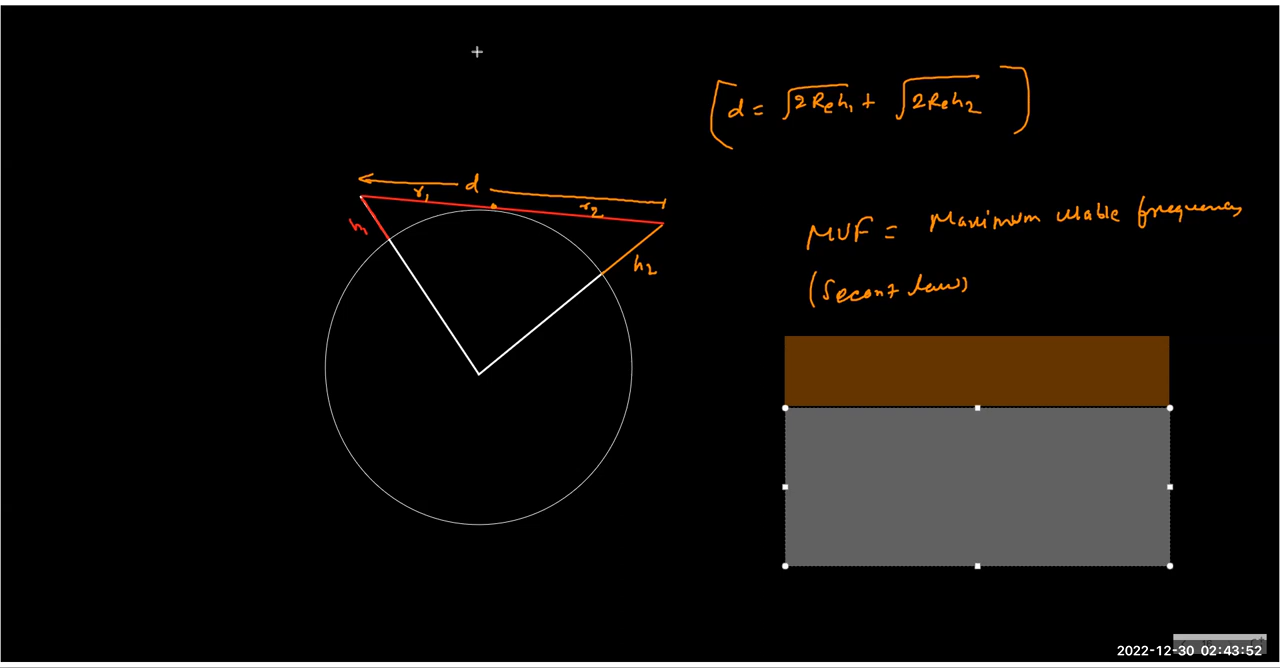 d = √2Reh₁ + √2Reh₂
d
r₁
r₂
h₁
h₂
MUF = Maximum usable frequency
(Secant law)
2022-12-30 02:43:52